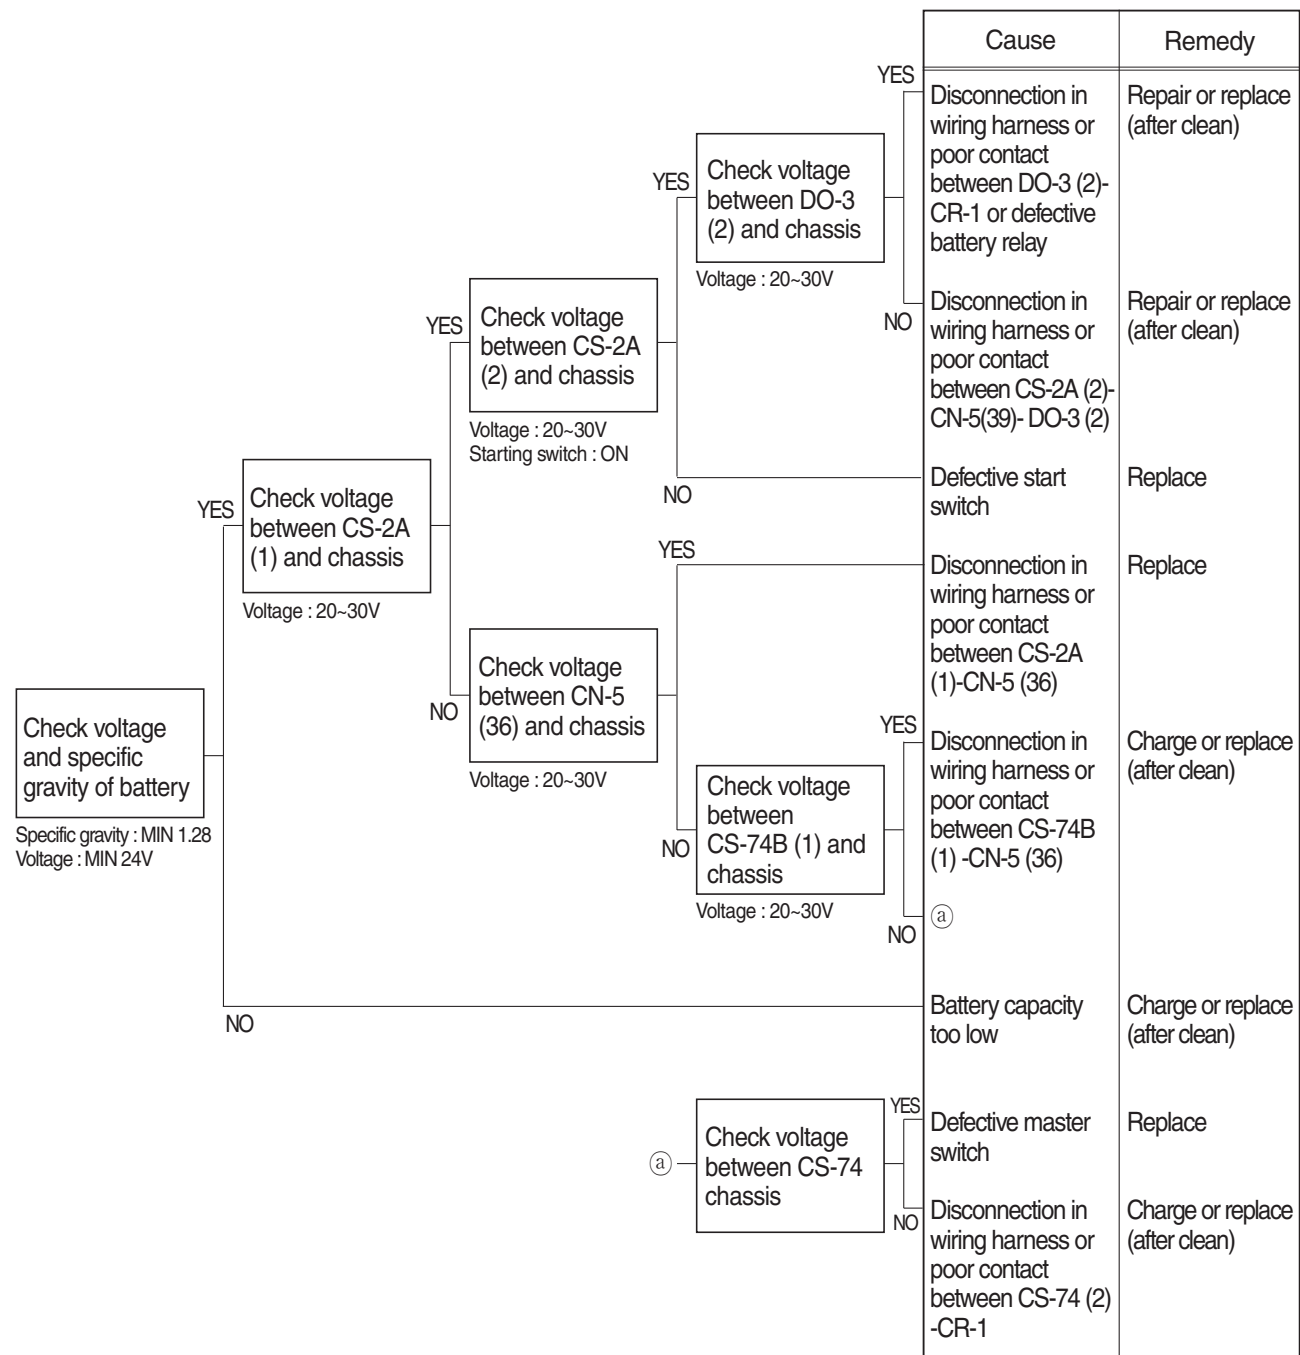 Cause
Remedy
YES
Disconnection in
wiring harness or
poor contact
between DO-3 (2)-
CR-1 or defective
battery relay
Repair or replace
(after clean)
Check voltage
between DO-3
(2) and chassis
YES
Voltage : 20~30V
NO
Disconnection in
wiring harness or
poor contact
between CS-2A (2)-
CN-5(39)- DO-3 (2)
Repair or replace
(after clean)
YES
Check voltage
between CS-2A
(2) and chassis
Voltage : 20~30V
Starting switch : ON
NO
Defective start
switch
Replace
YES
Check voltage
between CS-2A
(1) and chassis
Voltage : 20~30V
YES
Disconnection in
wiring harness or
poor contact
between CS-2A
(1)-CN-5 (36)
Replace
NO
Check voltage
between CN-5
(36) and chassis
Voltage : 20~30V
YES
Disconnection in
wiring harness or
poor contact
between CS-74B
(1) -CN-5 (36)
Charge or replace
(after clean)
Check voltage
and specific
gravity of battery
Specific gravity : MIN 1.28
Voltage : MIN 24V
NO
Check voltage
between
CS-74B (1) and
chassis
Voltage : 20~30V
NO
ⓐ
NO
Battery capacity
too low
Charge or replace
(after clean)
ⓐ
Check voltage
between CS-74
chassis
YES
Defective master
switch
Replace
NO
Disconnection in
wiring harness or
poor contact
between CS-74 (2)
-CR-1
Charge or replace
(after clean)